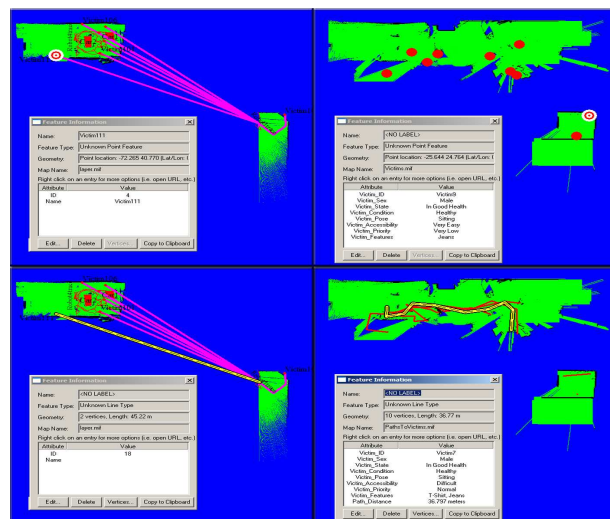 Feature Information
Name: Victim111
Feature Type: Unknown Point Feature
Geometry: Point location: -72.265 40.770 (Lat/Lon: (
Map Name: layer.mif
Right click on an entry for more options (i.e. open URL, etc.)
Attribute Value
ID 4
Name Victim111
Edit... Delete Vertices... Copy to Clipboard
Feature Information
Name: <NO LABEL>
Feature Type: Unknown Point Feature
Geometry: Point location: -25.644 24.764 (Lat/Lon: (
Map Name: Victims.mif
Right click on an entry for more options (i.e. open URL, etc.)
Attribute Value
Victim_ID Victim9
Victim_Sex Male
Victim_State In Good Health
Victim_Condition Healthy
Victim_Pose Sitting
Victim_Accessibility Very Easy
Victim_Priority Very Low
Victim_Features Jeans
Edit... Delete Vertices... Copy to Clipboard
Feature Information
Name: <NO LABEL>
Feature Type: Unknown Line Type
Geometry: 2 vertices, Length: 45.22 m
Map Name: layer.mif
Right click on an entry for more options (i.e. open URL, etc.)
Attribute Value
ID 18
Name
Edit... Delete Vertices... Copy to Clipboard
Feature Information
Name: <NO LABEL>
Feature Type: Unknown Line Type
Geometry: 10 vertices, Length: 36.77 m
Map Name: PathsToVictims.mif
Right click on an entry for more options (i.e. open URL, etc.)
Attribute Value
Victim_ID Victim7
Victim_Sex Male
Victim_State In Good Health
Victim_Condition Healthy
Victim_Pose Sitting
Victim_Accessibility Difficult
Victim_Priority Normal
Victim_Features T-Shirt, Jeans
Path_Distance 36.797 meters
Edit... Delete Vertices... Copy to Clipboard